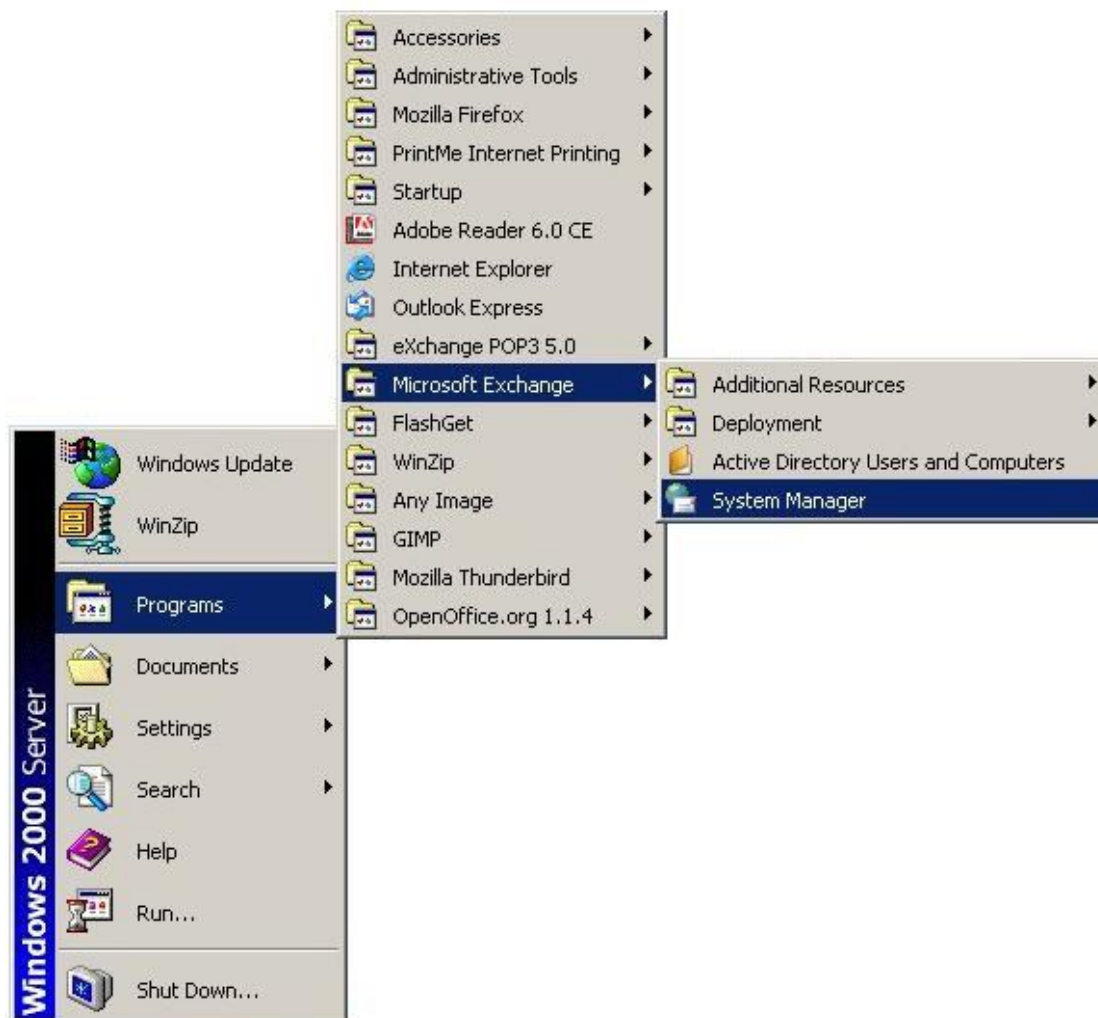 Accessories
Administrative Tools
Mozilla Firefox
PrintMe Internet Printing
Startup
Adobe Reader 6.0 CE
Internet Explorer
Outlook Express
eXchange POP3 5.0
Microsoft Exchange
FlashGet
WinZip
Any Image
GIMP
Mozilla Thunderbird
OpenOffice.org 1.1.4
Additional Resources
Deployment
Active Directory Users and Computers
System Manager
Windows Update
WinZip
Programs
Documents
Settings
Search
Help
Run...
Shut Down...
Windows 2000 Server